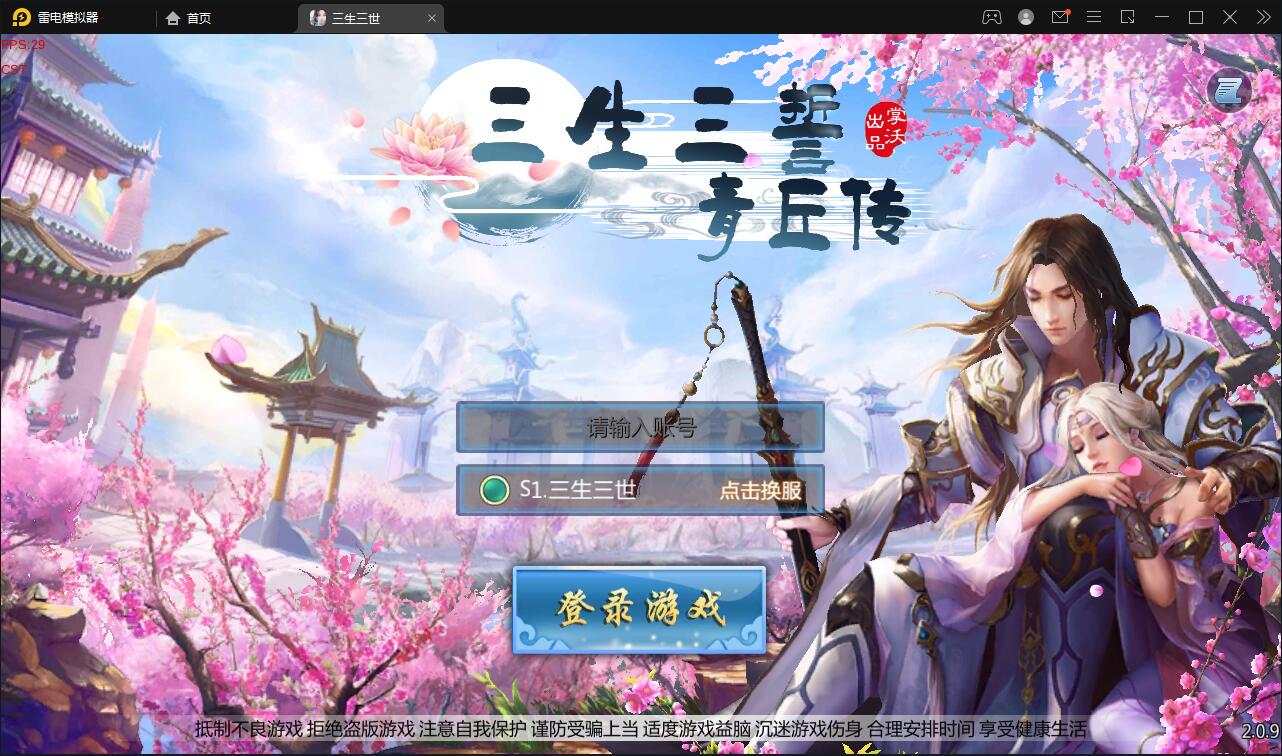 雷电模拟器
首页
三生三世
FPS:29
CST
三生三誓
青丘传
掌沃出品
请输入账号
S1.三生三世
点击换服
登录游戏
抵制不良游戏 拒绝盗版游戏 注意自我保护 谨防受骗上当 适度游戏益脑 沉迷游戏伤身 合理安排时间 享受健康生活
2.0.9